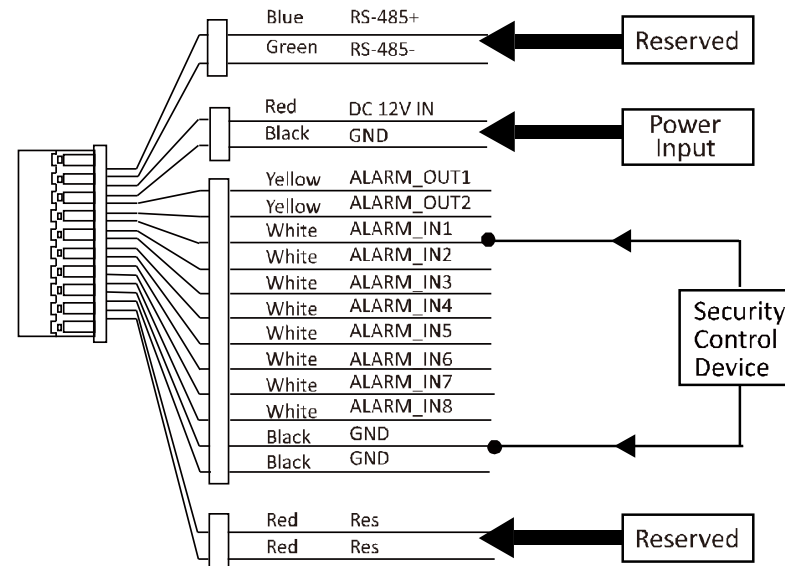 Blue RS-485+
Green RS-485-
Reserved
Red DC 12V IN
Black GND
Power
Input
Yellow ALARM_OUT1
Yellow ALARM_OUT2
White ALARM_IN1
White ALARM_IN2
White ALARM_IN3
White ALARM_IN4
White ALARM_IN5
White ALARM_IN6
White ALARM_IN7
White ALARM_IN8
Black GND
Black GND
Security
Control
Device
Red Res
Red Res
Reserved